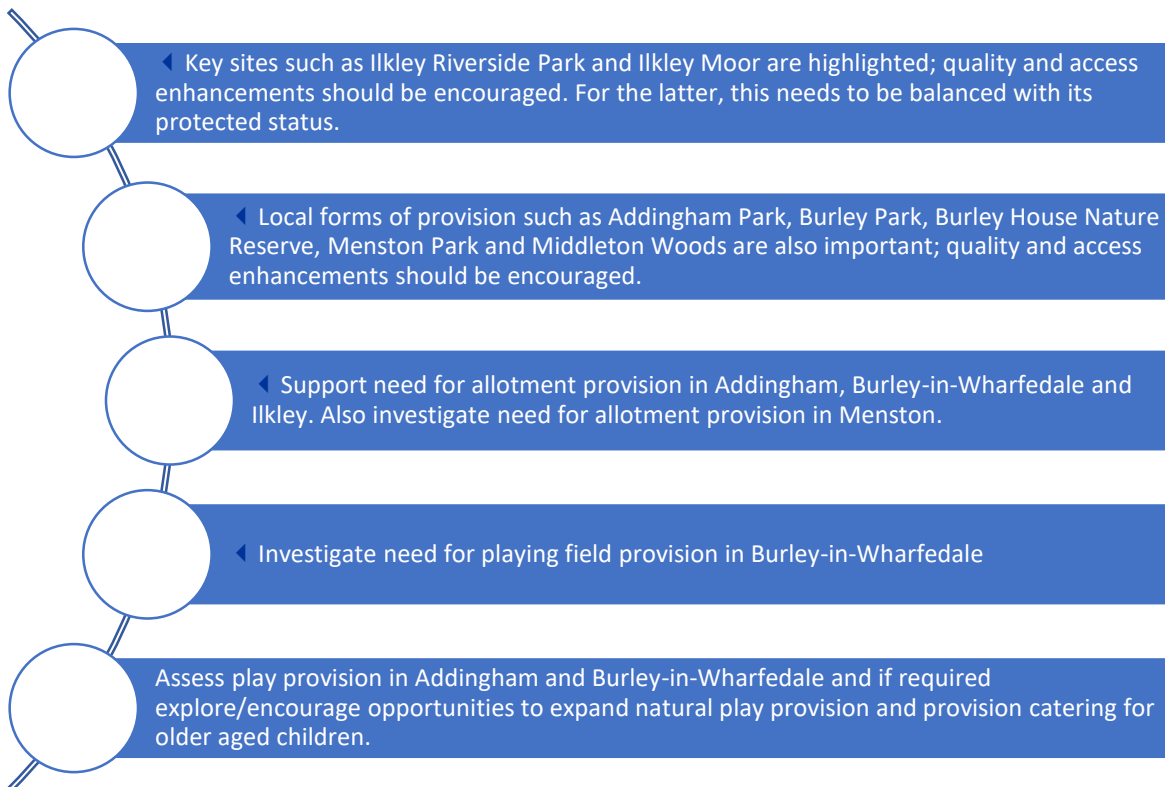 Key sites such as Ilkley Riverside Park and Ilkley Moor are highlighted; quality and access
enhancements should be encouraged. For the latter, this needs to be balanced with its
protected status.
Local forms of provision such as Addingham Park, Burley Park, Burley House Nature
Reserve, Menston Park and Middleton Woods are also important; quality and access
enhancements should be encouraged.
Support need for allotment provision in Addingham, Burley-in-Wharfedale and
Ilkley. Also investigate need for allotment provision in Menston.
Investigate need for playing field provision in Burley-in-Wharfedale
Assess play provision in Addingham and Burley-in-Wharfedale and if required
explore/encourage opportunities to expand natural play provision and provision catering for
older aged children.